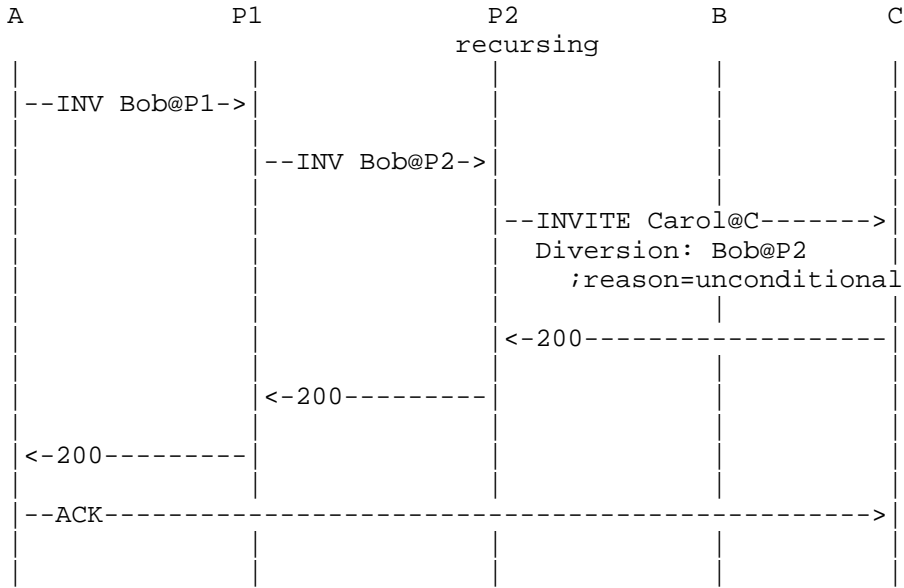 A P1 P2 B C
recursing
--INV Bob@P1->
--INV Bob@P2->
--INVITE Carol@C------->
Diversion: Bob@P2
;reason=unconditional
<-200------------------
<-200---------
<-200---------
--ACK----------------------------------------------->